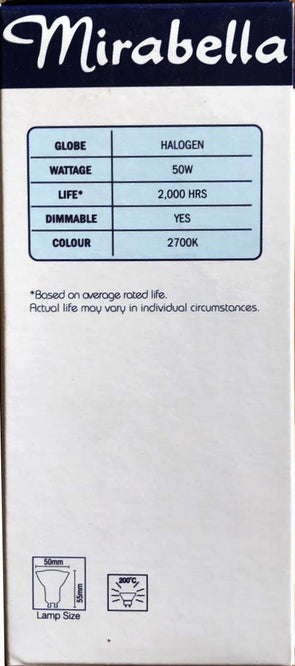 Mirabella
GLOBE HALOGEN
WATTAGE 50W
LIFE* 2,000 HRS
DIMMABLE YES
COLOUR 2700K
*Based on average rated life.
Actual life may vary in individual circumstances.
50mm
55mm
Lamp Size
200°C